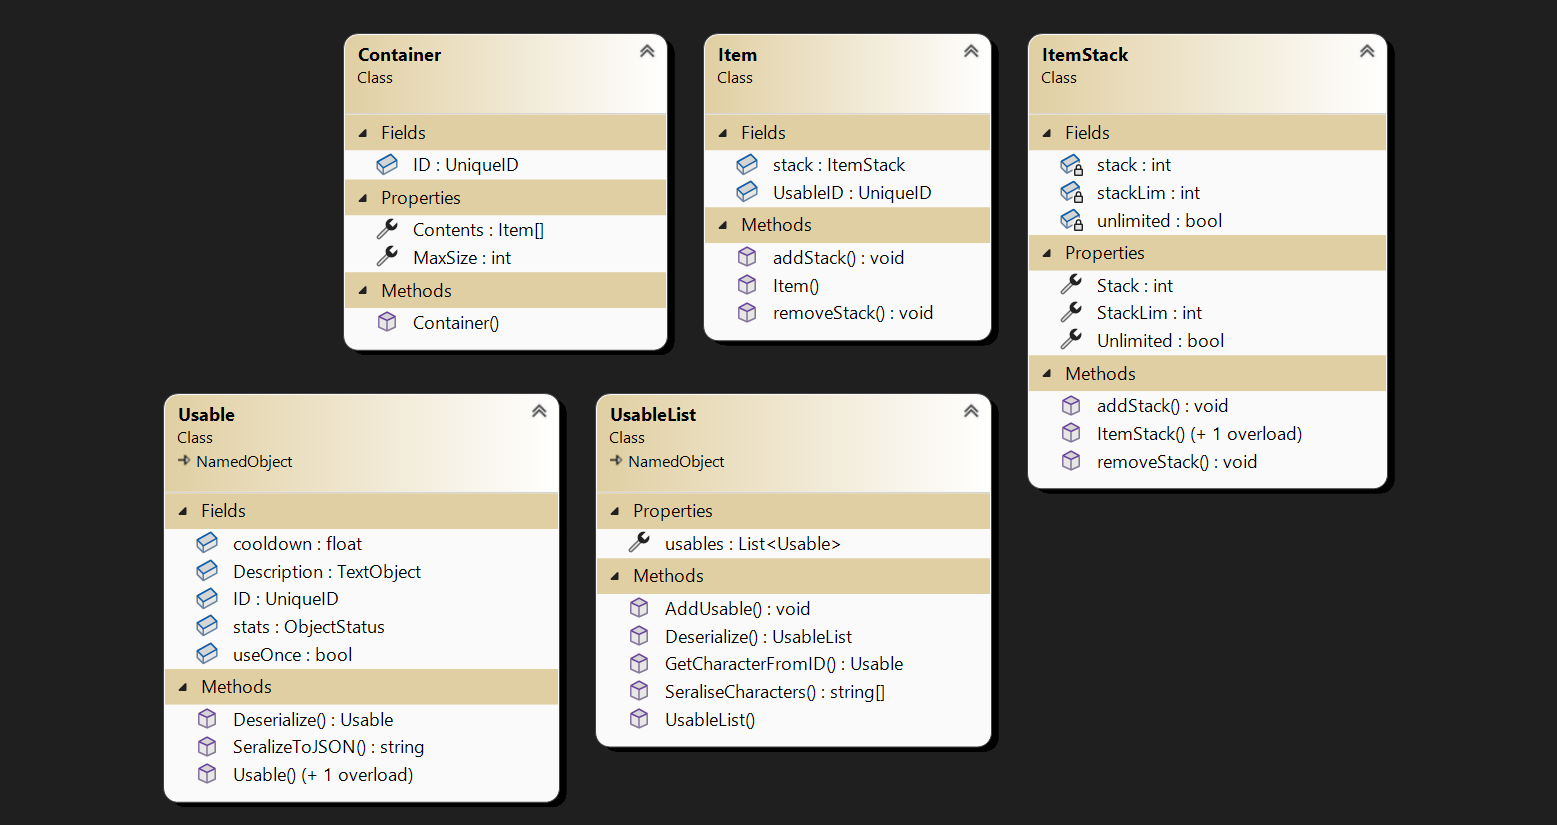 Container
Class
Fields
ID : UniqueID
Properties
Contents : Item[]
MaxSize : int
Methods
Container()
Item
Class
Fields
stack : ItemStack
UsableID : UniqueID
Methods
addStack() : void
Item()
removeStack() : void
ItemStack
Class
Fields
stack : int
stackLim : int
unlimited : bool
Properties
Stack : int
StackLim : int
Unlimited : bool
Methods
addStack() : void
ItemStack() (+ 1 overload)
removeStack() : void
Usable
Class
NamedObject
Fields
cooldown : float
Description : TextObject
ID : UniqueID
stats : ObjectStatus
useOnce : bool
Methods
Deserialize() : Usable
SeralizeToJSON() : string
Usable() (+ 1 overload)
UsableList
Class
NamedObject
Properties
usables : List<Usable>
Methods
AddUsable() : void
Deserialize() : UsableList
GetCharacterFromID() : Usable
SeraliseCharacters() : string[]
UsableList()